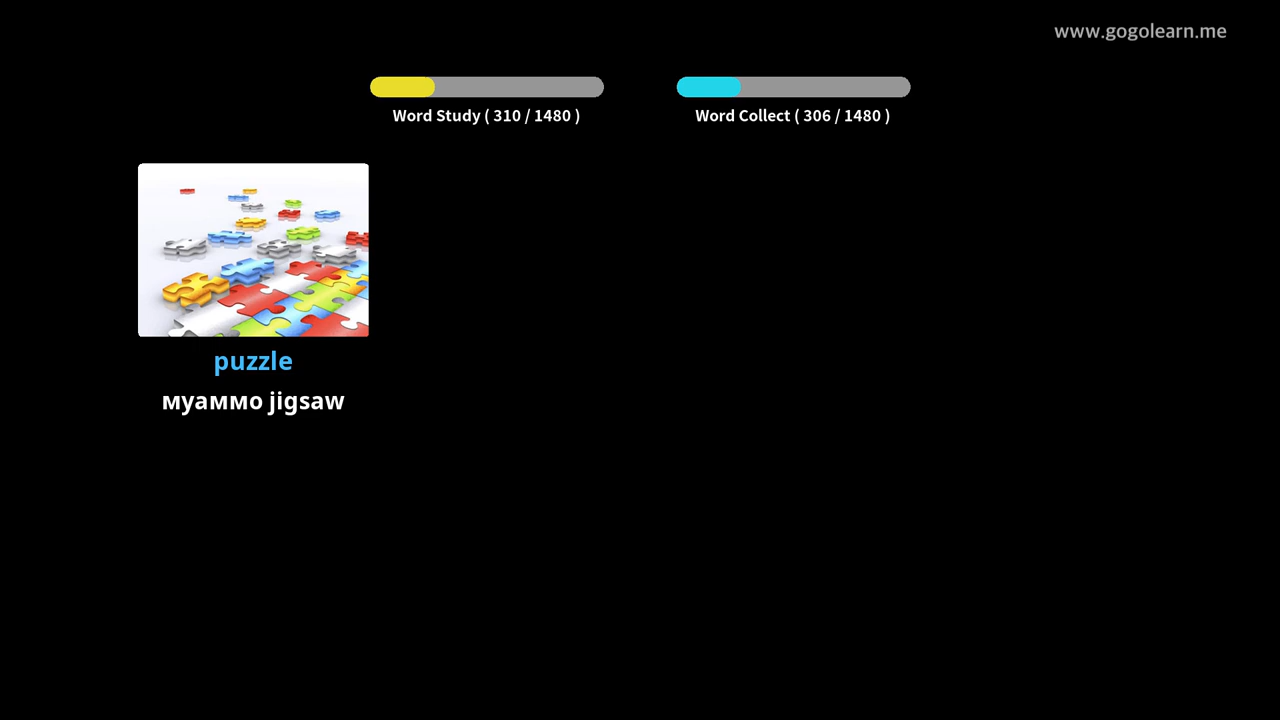 www.gogolearn.me
Word Study ( 310 / 1480 )
Word Collect ( 306 / 1480 )
puzzle
муаммо jigsaw